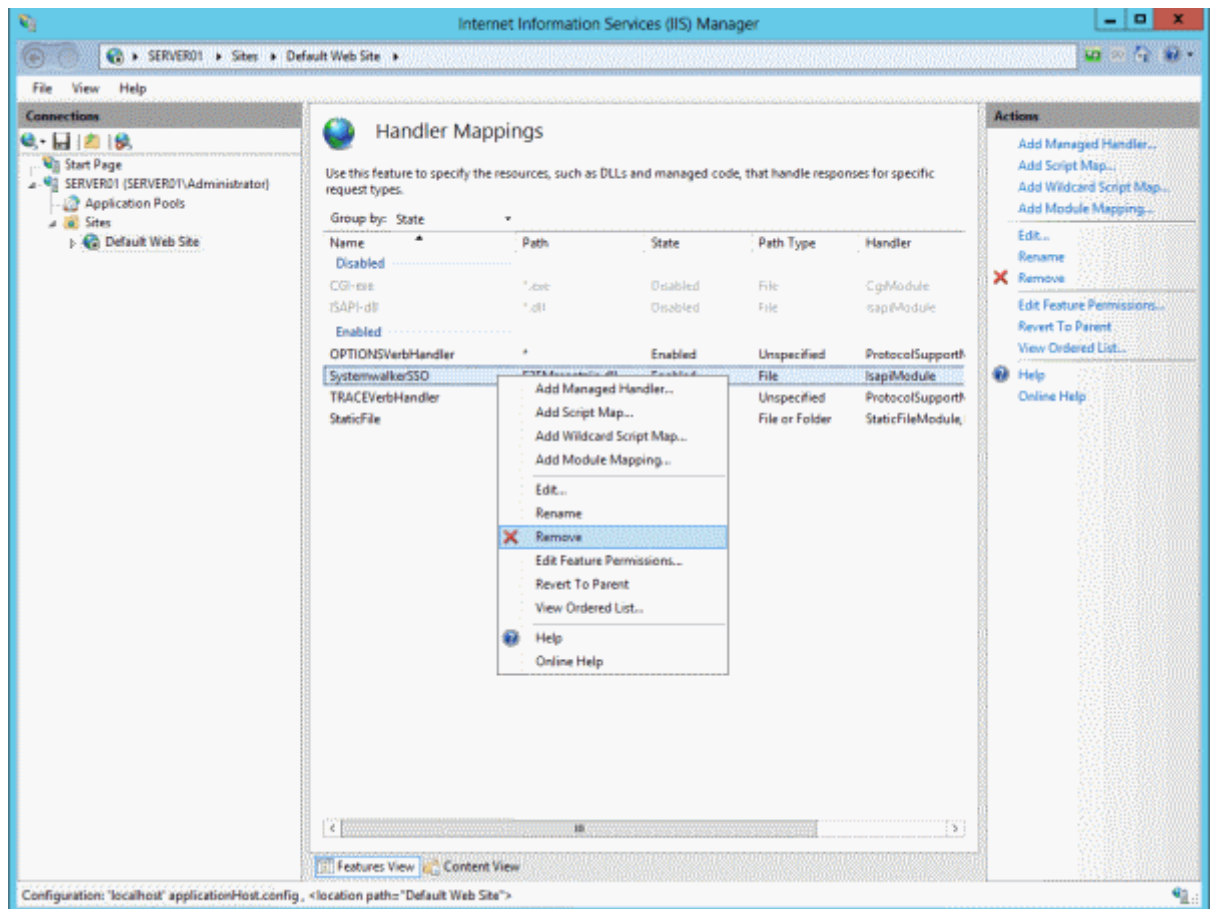 Internet Information Services (IIS) Manager
SERVER01 Sites Default Web Site
File View Help
Connections
Start Page
SERVER01 (SERVER01\Administrator)
Application Pools
Sites
Default Web Site
Handler Mappings
Use this feature to specify the resources, such as DLLs and managed code, that handle responses for specific
request types.
Group by: State
Name Path State Path Type Handler
Disabled
CGI-exe *.exe Disabled File CgiModule
ISAPI-dll *.dll Disabled File IsapiModule
Enabled
OPTIONSVerbHandler * Enabled Unspecified ProtocolSupportM
SystemwalkerSSO Enabled File IsapiModule
TRACEVerbHandler Unspecified ProtocolSupportM
StaticFile File or Folder StaticFileModule,
Add Managed Handler...
Add Script Map...
Add Wildcard Script Map...
Add Module Mapping...
Edit...
Rename
Remove
Edit Feature Permissions...
Revert To Parent
View Ordered List...
Help
Online Help
Features View Content View
Actions
Add Managed Handler...
Add Script Map...
Add Wildcard Script Map...
Add Module Mapping...
Edit...
Rename
Remove
Edit Feature Permissions...
Revert To Parent
View Ordered List...
Help
Online Help
Configuration: 'localhost' applicationHost.config, <location path="Default Web Site">